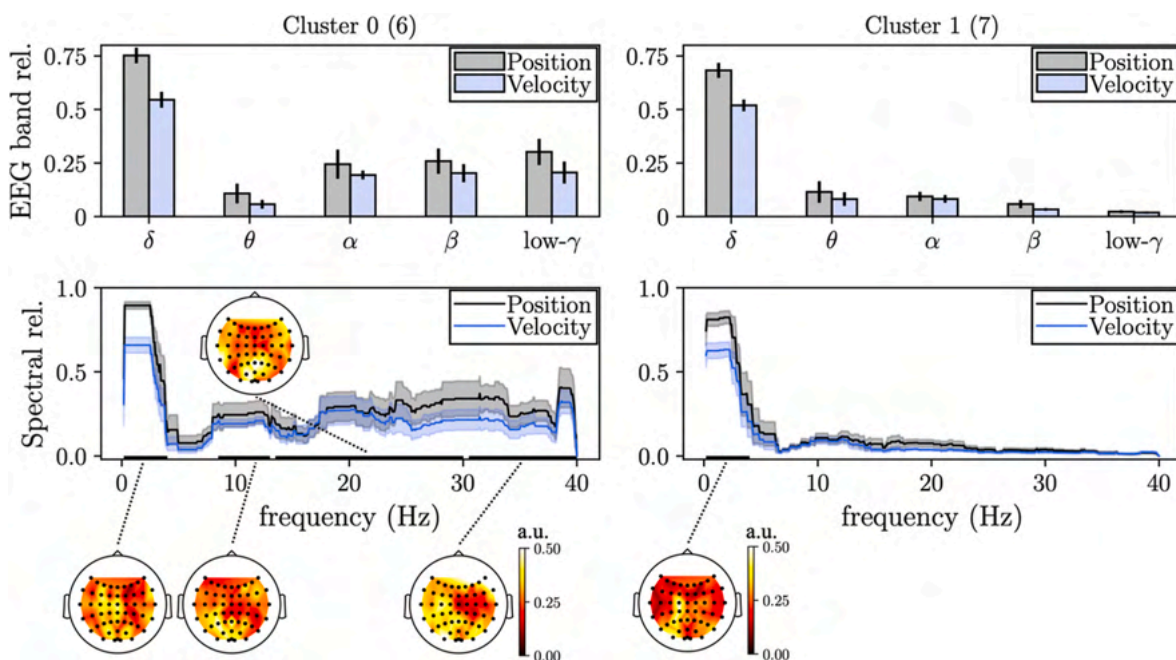 Cluster 0 (6)
Cluster 1 (7)
EEG band rel.
0.75
0.5
0.25
0
Position
Velocity
δ θ α β low-γ
0.75
0.5
0.25
0
Position
Velocity
δ θ α β low-γ
Spectral rel.
1.0
0.5
0.0
Position
Velocity
0 10 20 30 40
frequency (Hz)
1.0
0.5
0.0
Position
Velocity
0 10 20 30 40
frequency (Hz)
a.u.
0.50
0.25
0.00
a.u.
0.50
0.25
0.00